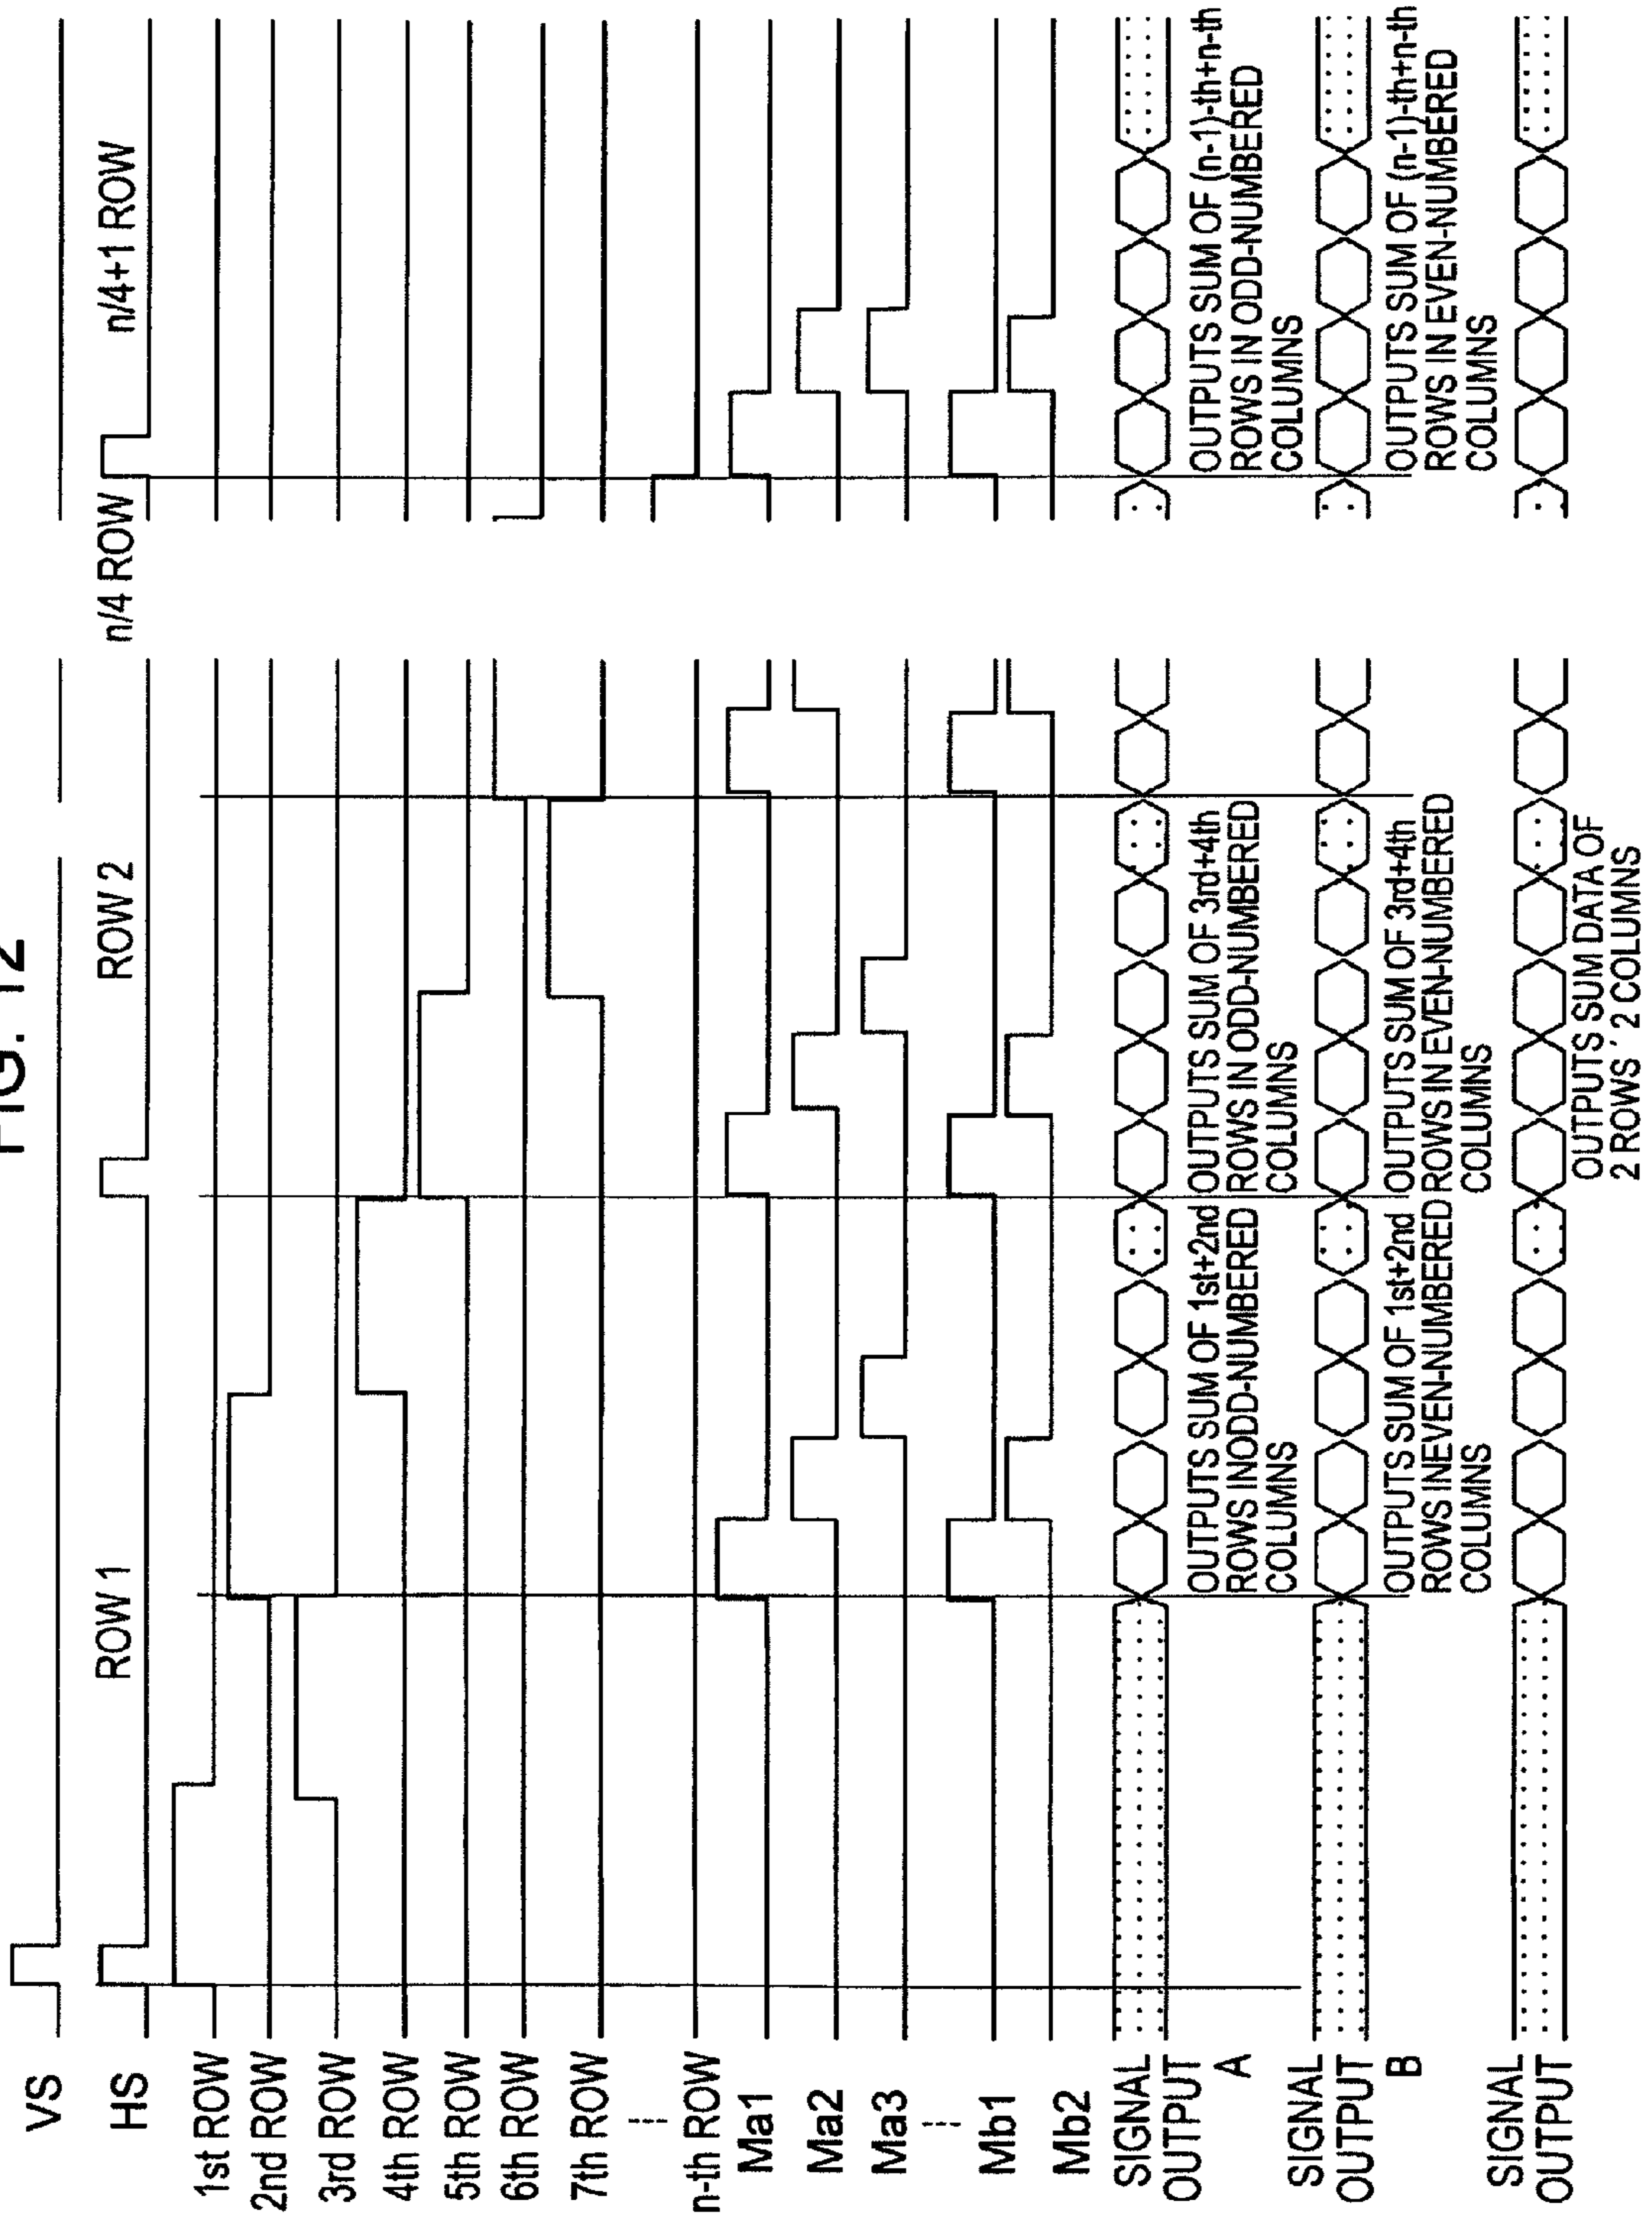 FIG. 12
VS
HS
ROW 1
ROW 2
n/4 ROW
n/4+1 ROW
1st ROW
2nd ROW
3rd ROW
4th ROW
5th ROW
6th ROW
7th ROW
n-th ROW
Ma1
Ma2
Ma3
Mb1
Mb2
SIGNAL
OUTPUT
A
OUTPUTS SUM OF 1st+2nd
ROWS INODD-NUMBERED
COLUMNS
OUTPUTS SUM OF 3rd+4th
ROWS IN ODD-NUMBERED
COLUMNS
OUTPUTS SUM OF (n-1)-th+n-th
ROWS IN ODD-NUMBERED
COLUMNS
SIGNAL
OUTPUT
B
OUTPUTS SUM OF 1st+2nd
ROWS INEVEN-NUMBERED
COLUMNS
OUTPUTS SUM OF 3rd+4th
ROWS IN EVEN-NUMBERED
COLUMNS
OUTPUTS SUM OF (n-1)-th+n-th
ROWS IN EVEN-NUMBERED
COLUMNS
SIGNAL
OUTPUT
OUTPUTS SUM DATA OF
2 ROWS ´ 2 COLUMNS